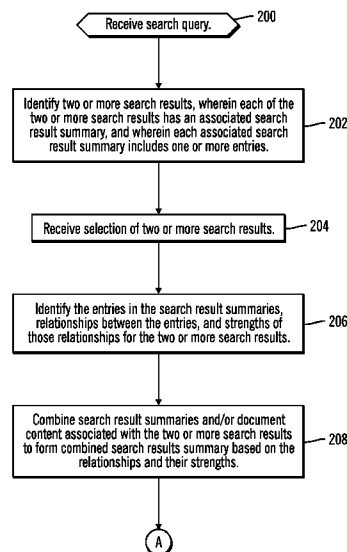 Receive search query.
200
Identify two or more search results, wherein each of the
two or more search results has an associated search
result summary, and wherein each associated search
result summary includes one or more entries.
202
Receive selection of two or more search results.
204
Identify the entries in the search result summaries,
relationships between the entries, and strengths of
those relationships for the two or more search results.
206
Combine search result summaries and/or document
content associated with the two or more search results
to form combined search results summary based on the
relationships and their strengths.
208
A